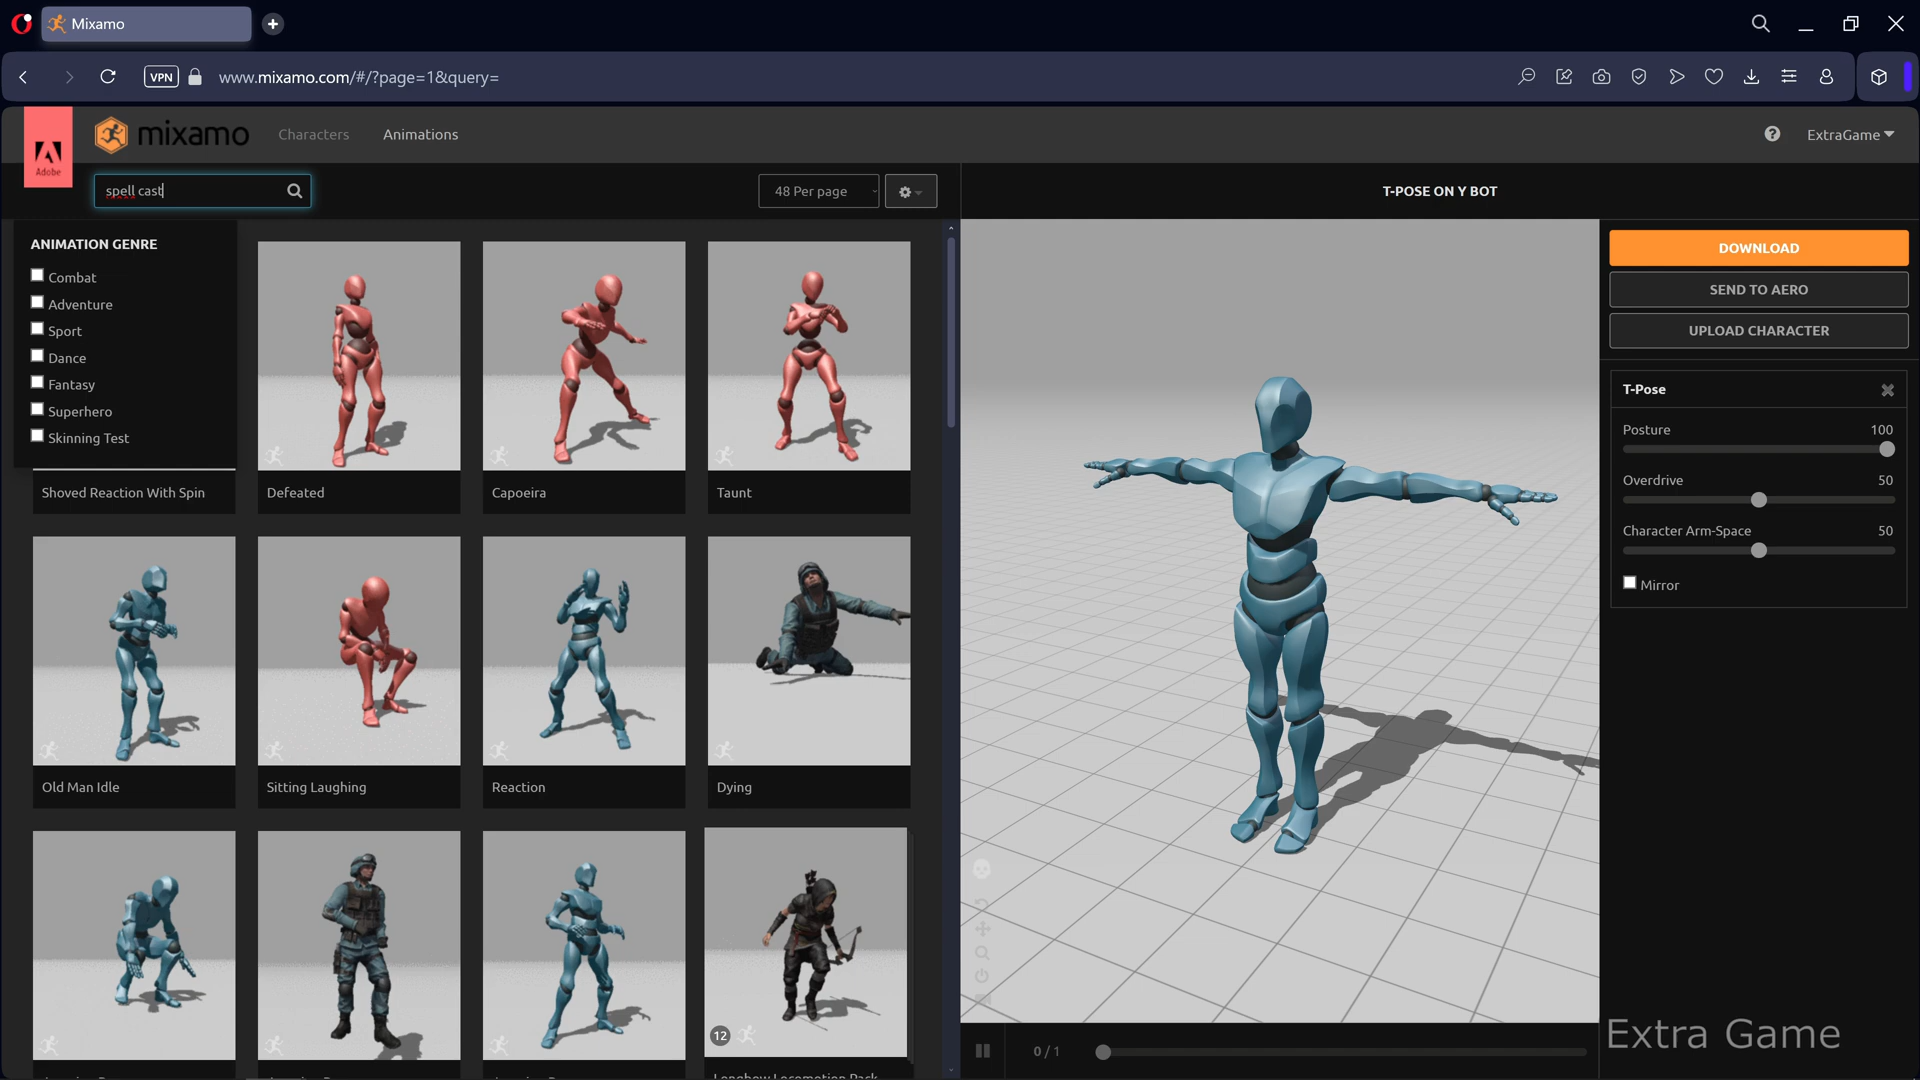 Mixamo
VPN
www.mixamo.com/#/?page=1&query=
Adobe
mixamo
Characters
Animations
ExtraGame
spell cast
48 Per page
T-POSE ON Y BOT
ANIMATION GENRE
Combat
Adventure
Sport
Dance
Fantasy
Superhero
Skinning Test
Shoved Reaction With Spin
Defeated
Capoeira
Taunt
Old Man Idle
Sitting Laughing
Reaction
Dying
12
Longbow Locomotion Pack
DOWNLOAD
SEND TO AERO
UPLOAD CHARACTER
T-Pose
Posture 100
Overdrive 50
Character Arm-Space 50
Mirror
0 / 1
Extra Game